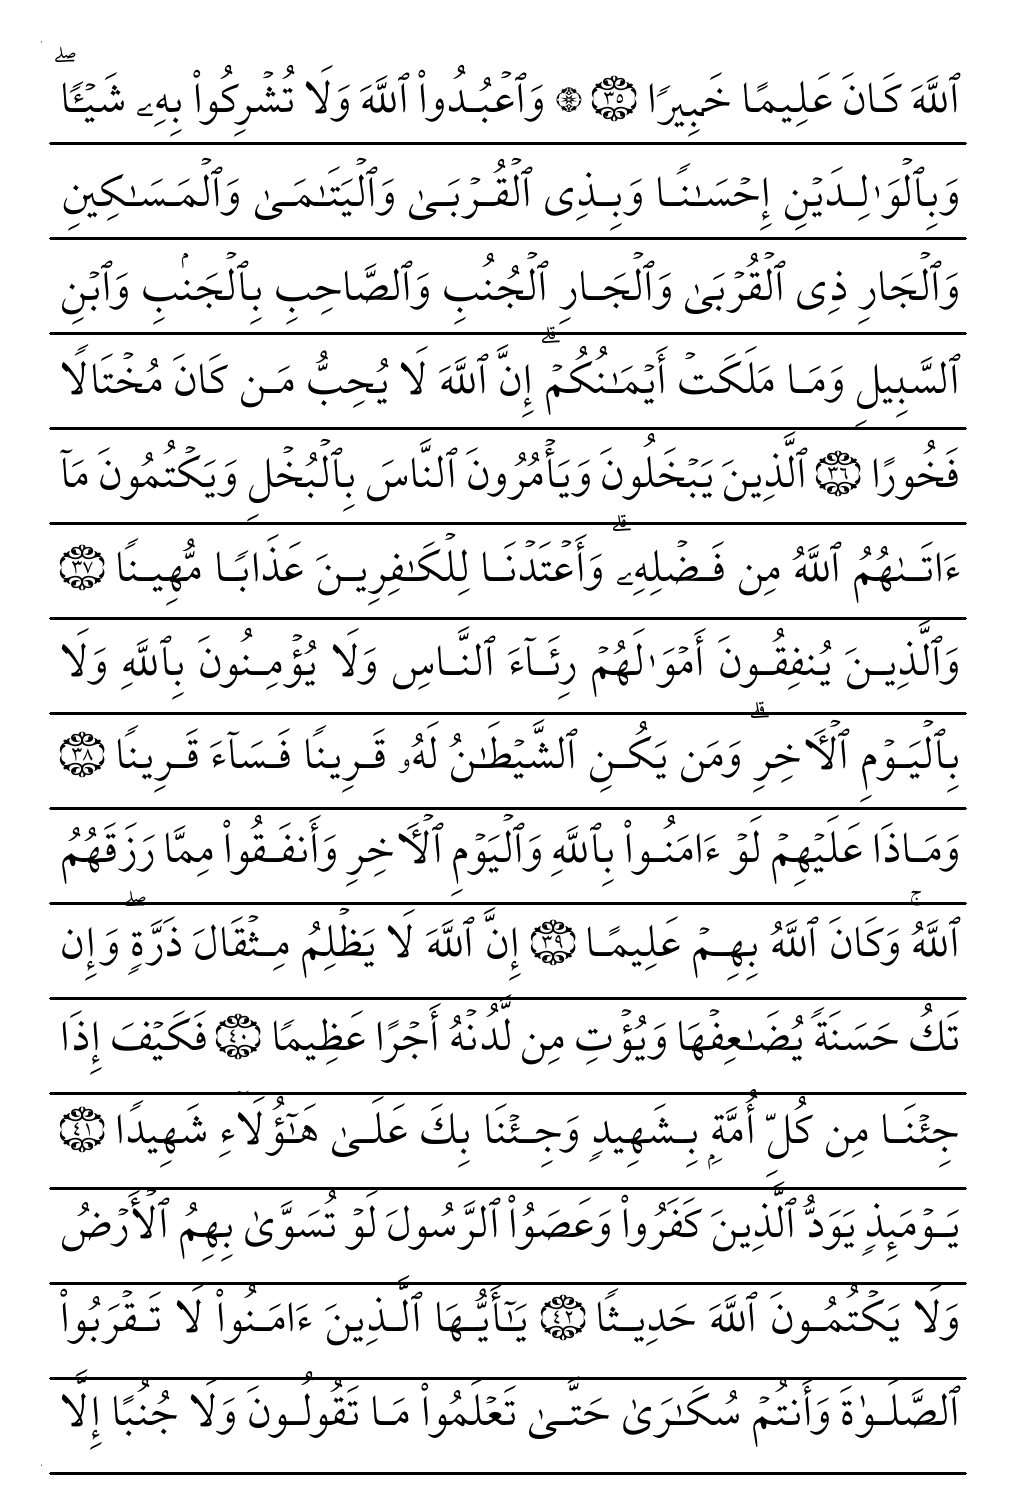 ٱللَّهَ كَانَ عَلِيمًا خَبِيرًا ٣٥ ۞ وَٱعۡبُدُوا۟ ٱللَّهَ وَلَا تُشۡرِكُوا۟ بِهِۦ شَيۡـًٔاۖ
وَبِٱلۡوَٰلِدَيۡنِ إِحۡسَـٰنًا وَبِذِی ٱلۡقُرۡبَىٰ وَٱلۡيَتَـٰمَىٰ وَٱلۡمَسَـٰكِينِ
وَٱلۡجَارِ ذِی ٱلۡقُرۡبَىٰ وَٱلۡجَارِ ٱلۡجُنُبِ وَٱلصَّاحِبِ بِٱلۡجَنۢبِ وَٱبۡنِ
ٱلسَّبِيلِ وَمَا مَلَكَتۡ أَيۡمَـٰنُكُمۡۗ إِنَّ ٱللَّهَ لَا يُحِبُّ مَن كَانَ مُخۡتَالًا
فَخُورًا ٣٦ ٱلَّذِينَ يَبۡخَلُونَ وَيَأۡمُرُونَ ٱلنَّاسَ بِٱلۡبُخۡلِ وَيَكۡتُمُونَ مَاۤ
ءَاتَىٰهُمُ ٱللَّهُ مِن فَضۡلِهِۦۗ وَأَعۡتَدۡنَا لِلۡكَـٰفِرِينَ عَذَابًا مُّهِينًا ٣٧
وَٱلَّذِينَ يُنفِقُونَ أَمۡوَٰلَهُمۡ رِئَاۤءَ ٱلنَّاسِ وَلَا يُؤۡمِنُونَ بِٱللَّهِ وَلَا
بِٱلۡيَوۡمِ ٱلۡـَٔاخِرِۗ وَمَن يَكُنِ ٱلشَّيۡطَـٰنُ لَهُۥ قَرِينًا فَسَاۤءَ قَرِينًا ٣٨
وَمَاذَا عَلَيۡهِمۡ لَوۡ ءَامَنُوا۟ بِٱللَّهِ وَٱلۡيَوۡمِ ٱلۡـَٔاخِرِ وَأَنفَقُوا۟ مِمَّا رَزَقَهُمُ
ٱللَّهُۚ وَكَانَ ٱللَّهُ بِهِمۡ عَلِيمًا ٣٩ إِنَّ ٱللَّهَ لَا يَظۡلِمُ مِثۡقَالَ ذَرَّةࣲۖ وَإِن
تَكُ حَسَنَةࣰ يُضَـٰعِفۡهَا وَيُؤۡتِ مِن لَّدُنۡهُ أَجۡرًا عَظِيمًا ٤٠ فَكَيۡفَ إِذَا
جِئۡنَا مِن كُلِّ أُمَّةِۭ بِشَهِيدࣲ وَجِئۡنَا بِكَ عَلَىٰ هَـٰۤؤُلَاۤءِ شَهِيدًا ٤١
يَوۡمَئِذࣲ يَوَدُّ ٱلَّذِينَ كَفَرُوا۟ وَعَصَوُا۟ ٱلرَّسُولَ لَوۡ تُسَوَّىٰ بِهِمُ ٱلۡأَرۡضُ
وَلَا يَكۡتُمُونَ ٱللَّهَ حَدِيثًا ٤٢ يَـٰۤأَيُّهَا ٱلَّذِينَ ءَامَنُوا۟ لَا تَقۡرَبُوا۟
ٱلصَّلَوٰةَ وَأَنتُمۡ سُكَـٰرَىٰ حَتَّىٰ تَعۡلَمُوا۟ مَا تَقُولُونَ وَلَا جُنُبًا إِلَّا